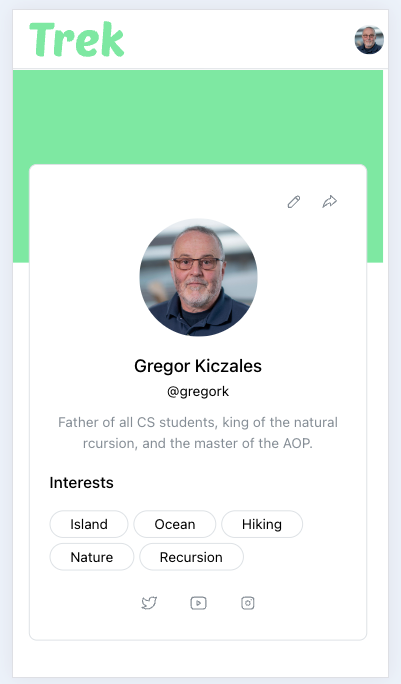 Trek
Gregor Kiczales
@gregork
Father of all CS students, king of the natural
rcursion, and the master of the AOP.
Interests
Island Ocean Hiking
Nature Recursion